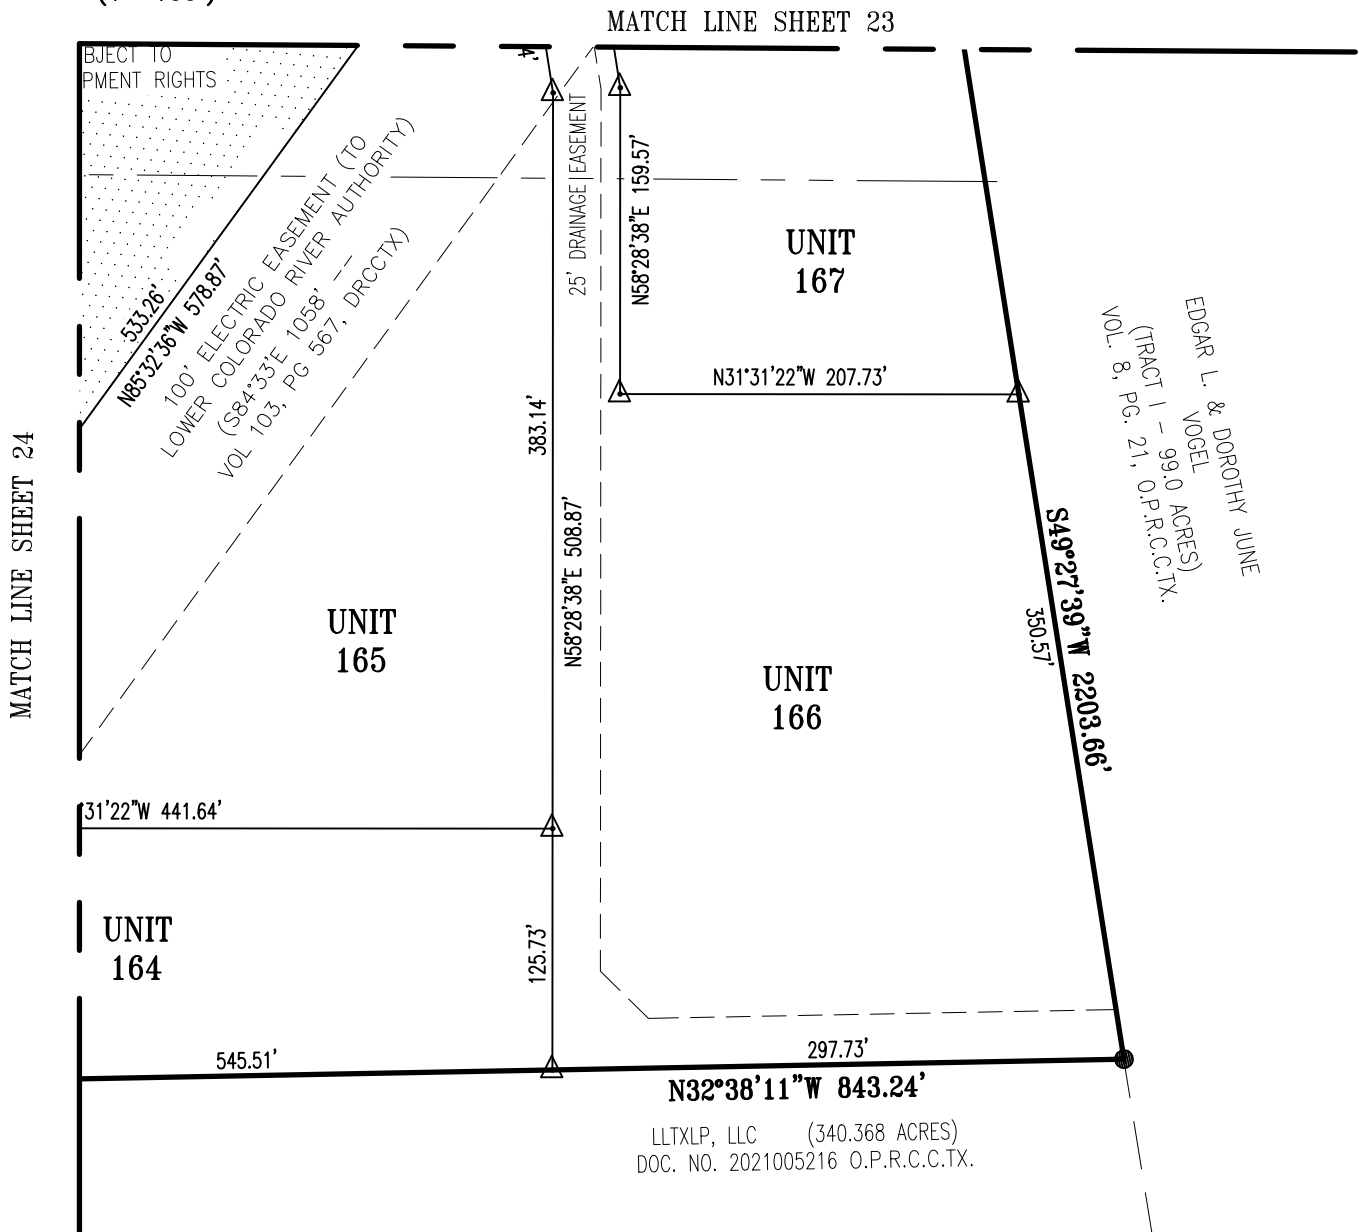 MATCH LINE SHEET 23
BJECT TO
PMENT RIGHTS
100' ELECTRIC EASEMENT (TO
LOWER COLORADO RIVER AUTHORITY)
(S84°33'E 1058' --
VOL 103, PG 567, DRCCTX)
533.26'
N85°32'36"W 578.87'
25' DRAINAGE EASEMENT
N58°28'38"E 159.57'
UNIT
167
N31°31'22"W 207.73'
EDGAR L. & DOROTHY JUNE
VOGEL
(TRACT I - 99.0 ACRES)
VOL. 8, PG. 21, O.P.R.C.C.TX.
MATCH LINE SHEET 24
383.14'
N58°28'38"E 508.87'
S49°27'39"W 2203.66'
350.57'
UNIT
165
UNIT
166
31'22"W 441.64'
UNIT
164
125.73'
545.51'
297.73'
N32°38'11"W 843.24'
LLTXLP, LLC (340.368 ACRES)
DOC. NO. 2021005216 O.P.R.C.C.TX.